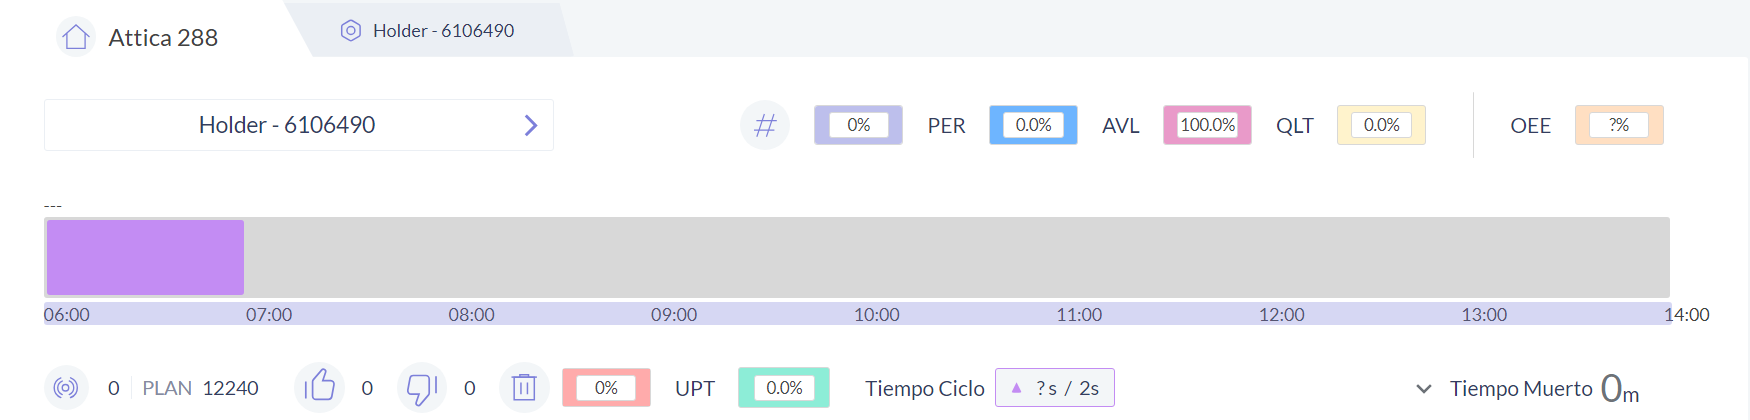 Attica 288
Holder - 6106490
Holder - 6106490
# 0% PER 0.0% AVL 100.0% QLT 0.0% OEE ?%
---
06:00 07:00 08:00 09:00 10:00 11:00 12:00 13:00 14:00
0 PLAN 12240 0 0 0% UPT 0.0% Tiempo Ciclo ? s / 2s Tiempo Muerto 0m